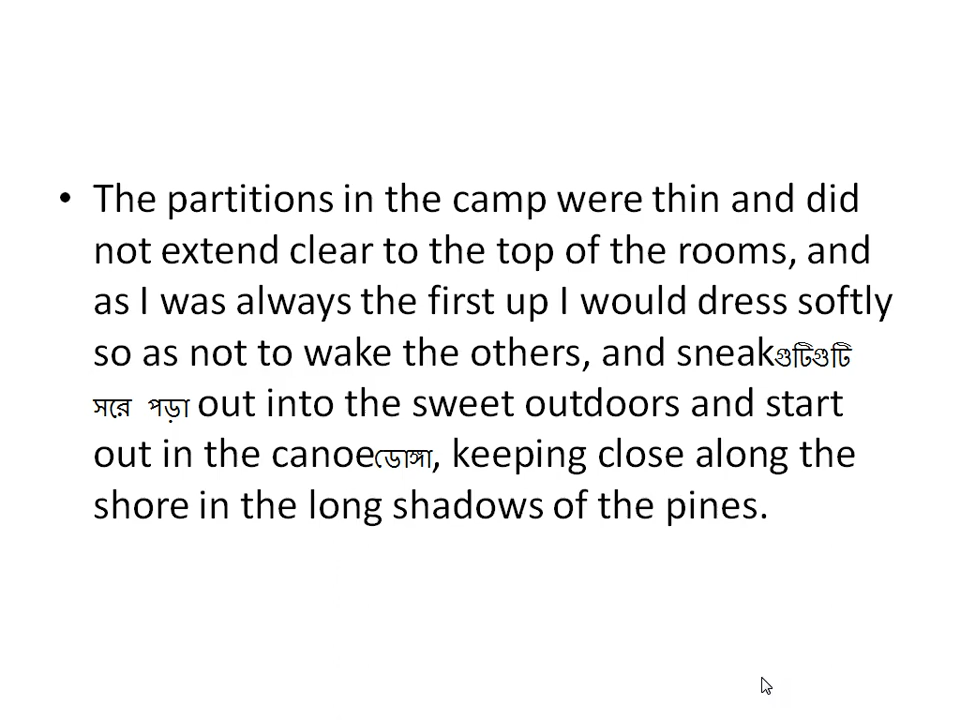 • The partitions in the camp were thin and did
not extend clear to the top of the rooms, and
as I was always the first up I would dress softly
so as not to wake the others, and sneakগুটিগুটি
সরে পড়া out into the sweet outdoors and start
out in the canoeডোঙ্গা, keeping close along the
shore in the long shadows of the pines.